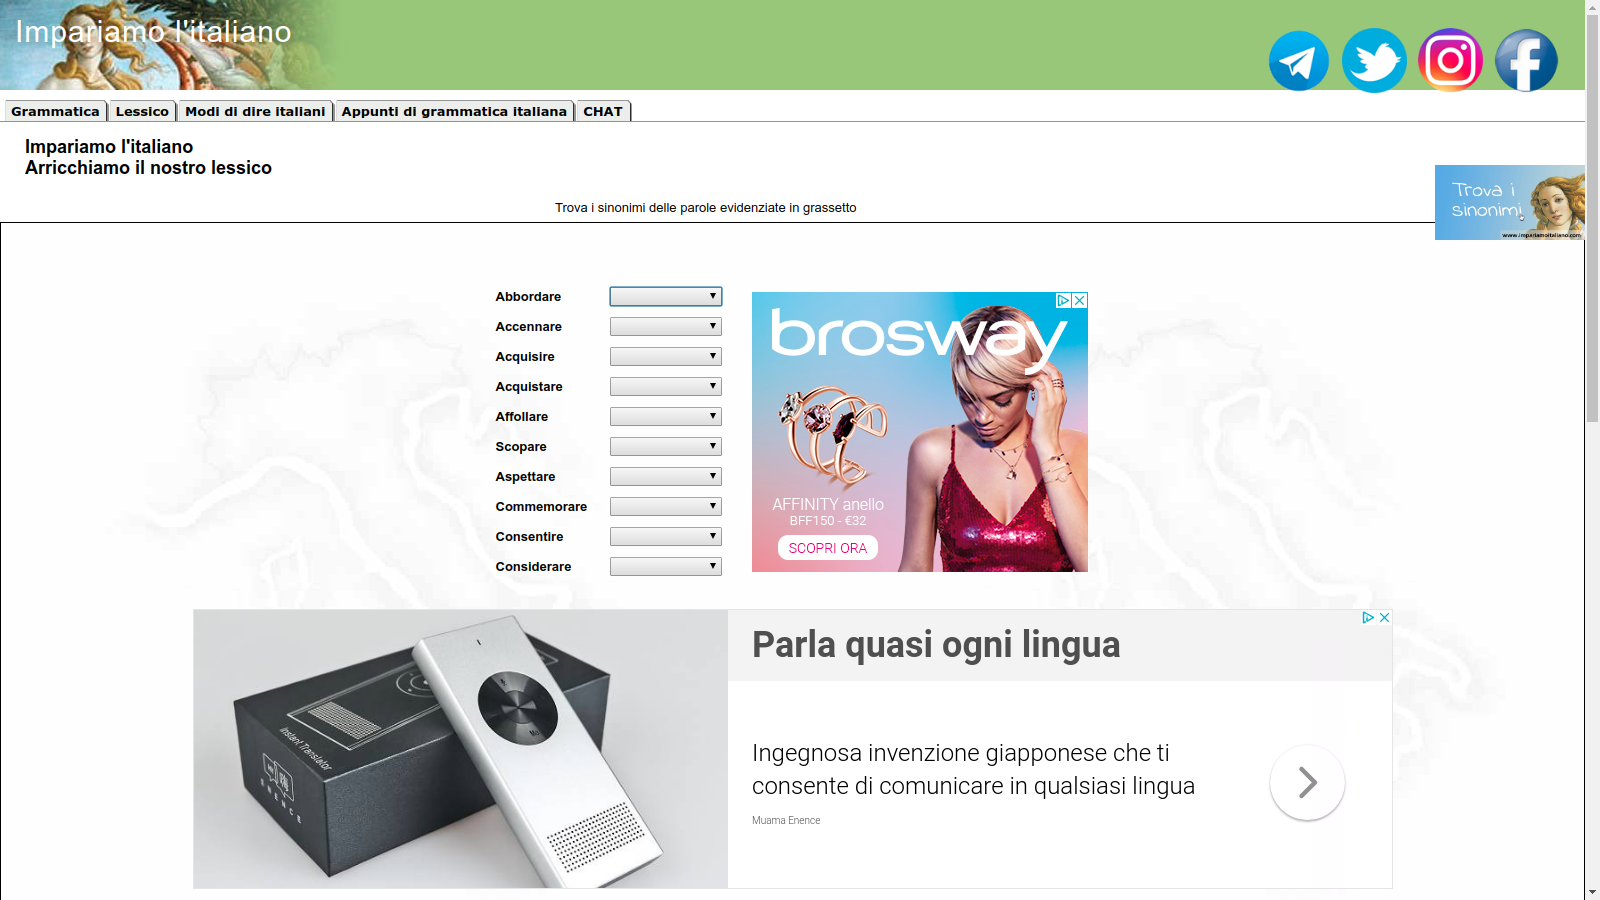 Impariamo l'italiano
Grammatica
Lessico
Modi di dire italiani
Appunti di grammatica italiana
CHAT
Impariamo l'italiano
Arricchiamo il nostro lessico
Trova i
sinonimi
www.impariamoitaliano.com
Trova i sinonimi delle parole evidenziate in grassetto
Abbordare
Accennare
Acquisire
Acquistare
Affollare
Scopare
Aspettare
Commemorare
Consentire
Considerare
brosway
AFFINITY anello
BFF150 - €32
SCOPRI ORA
Instant Translator
ENENCE
Mu
Parla quasi ogni lingua
Ingegnosa invenzione giapponese che ti
consente di comunicare in qualsiasi lingua
Muama Enence